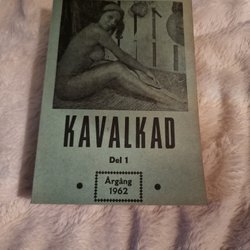 KAVALKAD
Del 1
Årgång
1962